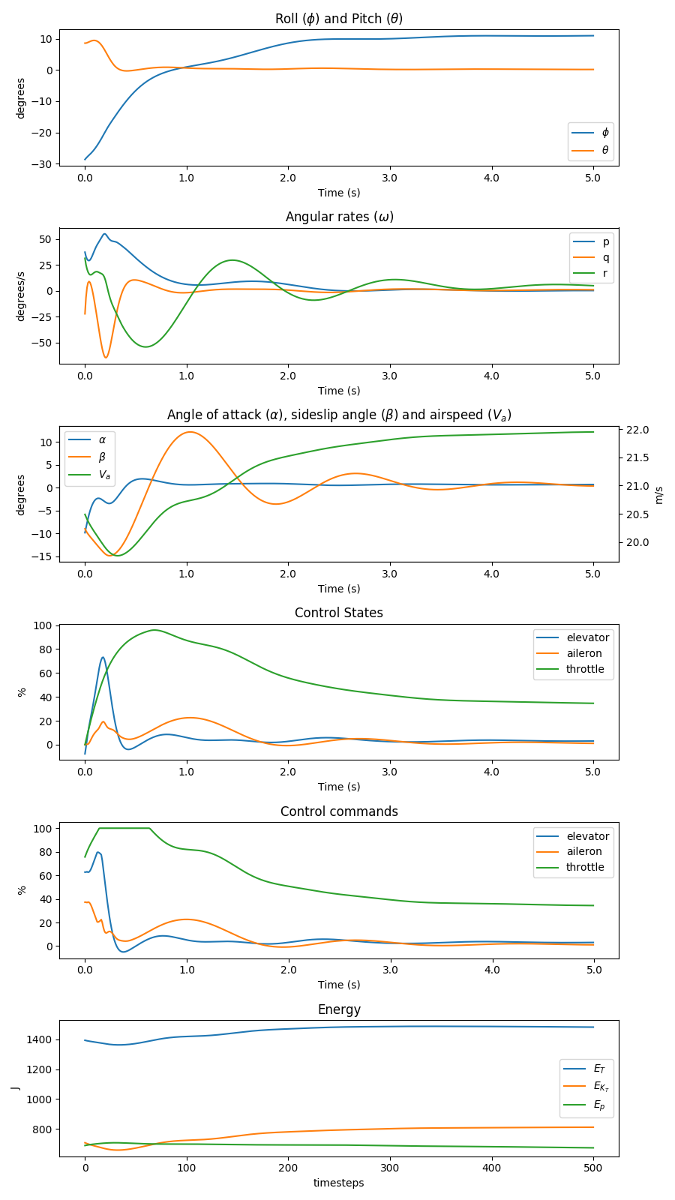 Roll (ϕ) and Pitch (θ)
degrees
10
0
−10
−20
−30
ϕ
θ
0.0 1.0 2.0 3.0 4.0 5.0
Time (s)
Angular rates (ω)
degrees/s
50
25
0
−25
−50
p
q
r
0.0 1.0 2.0 3.0 4.0 5.0
Time (s)
Angle of attack (α), sideslip angle (β) and airspeed (Vₐ)
degrees
10
5
0
−5
−10
−15
α
β
Vₐ
22.0
21.5
21.0
20.5
20.0
m/s
0.0 1.0 2.0 3.0 4.0 5.0
Time (s)
Control States
%
100
80
60
40
20
0
elevator
aileron
throttle
0.0 1.0 2.0 3.0 4.0 5.0
Time (s)
Control commands
%
100
80
60
40
20
0
elevator
aileron
throttle
0.0 1.0 2.0 3.0 4.0 5.0
Time (s)
Energy
J
1400
1200
1000
800
E_T
E_{K_T}
E_p
0 100 200 300 400 500
timesteps